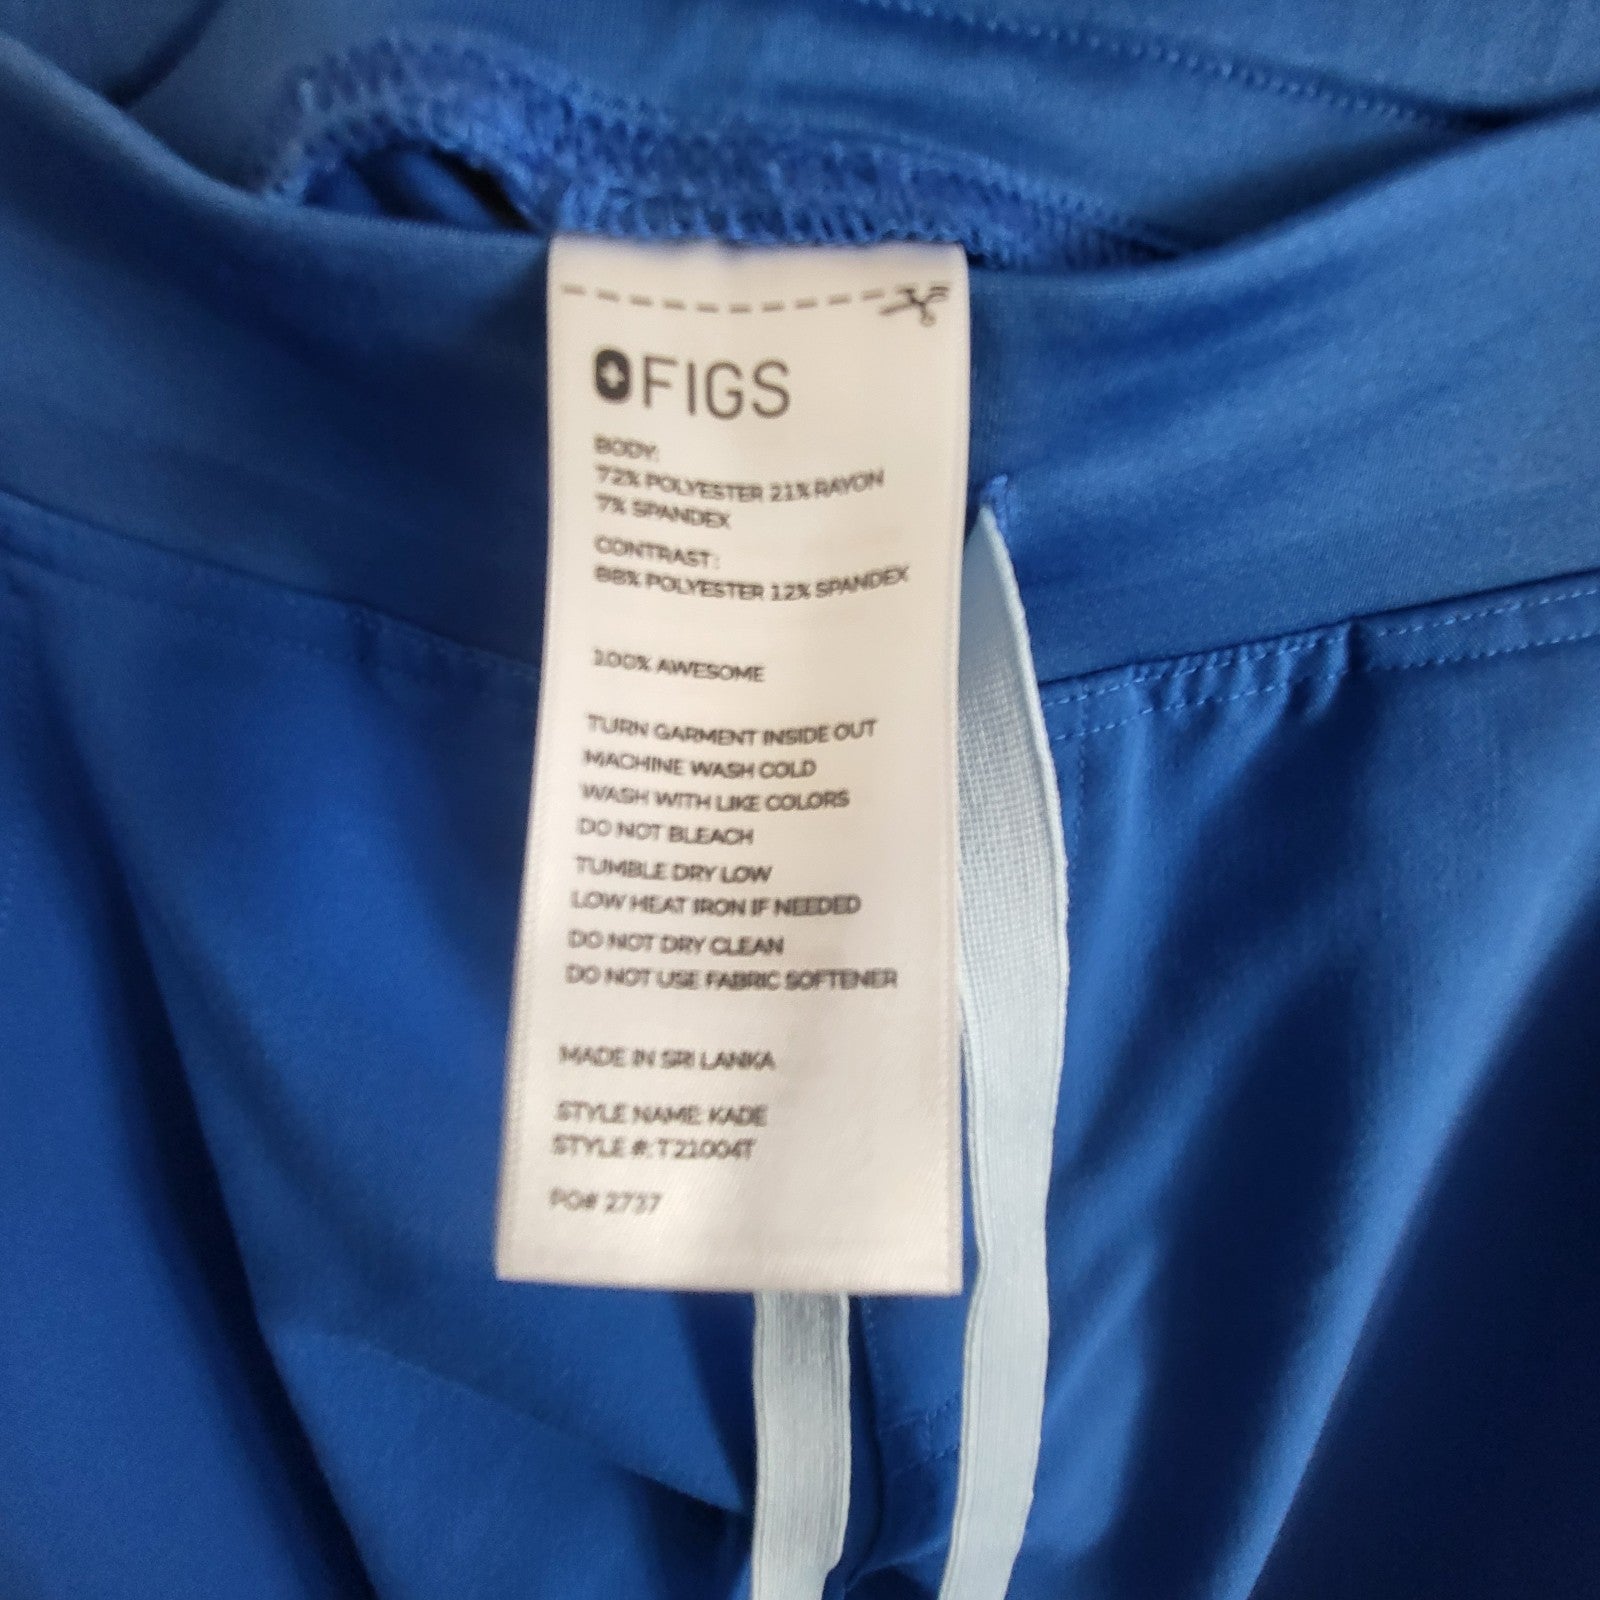 FIGS
BODY:
72% POLYESTER 21% RAYON
7% SPANDEX
CONTRAST:
88% POLYESTER 12% SPANDEX
100% AWESOME
TURN GARMENT INSIDE OUT
MACHINE WASH COLD
WASH WITH LIKE COLORS
DO NOT BLEACH
TUMBLE DRY LOW
LOW HEAT IRON IF NEEDED
DO NOT DRY CLEAN
DO NOT USE FABRIC SOFTENER
MADE IN SRI LANKA
STYLE NAME: KADE
STYLE #: T21004T
PO# 2737